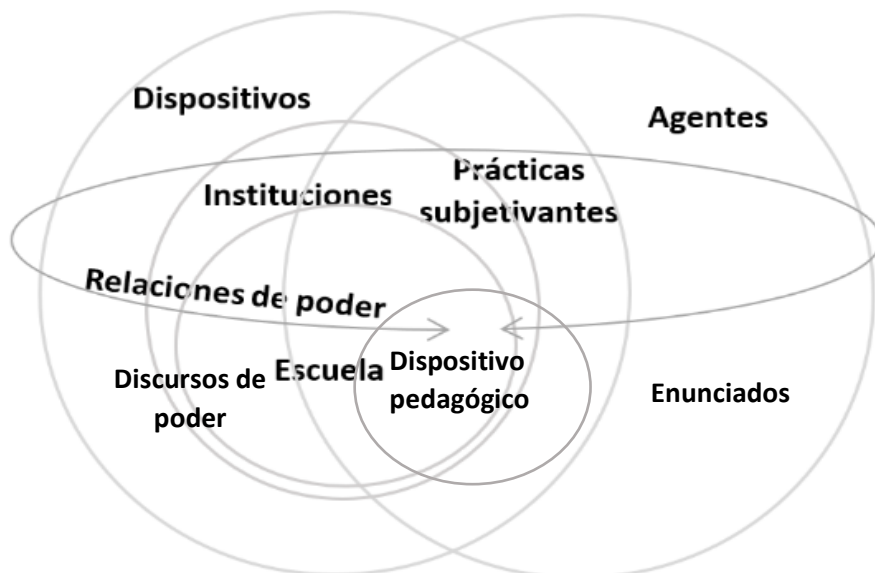 Dispositivos
Agentes
Prácticas
subjetivantes
Instituciones
Relaciones de poder
Discursos de
poder
Escuela
Dispositivo
pedagógico
Enunciados